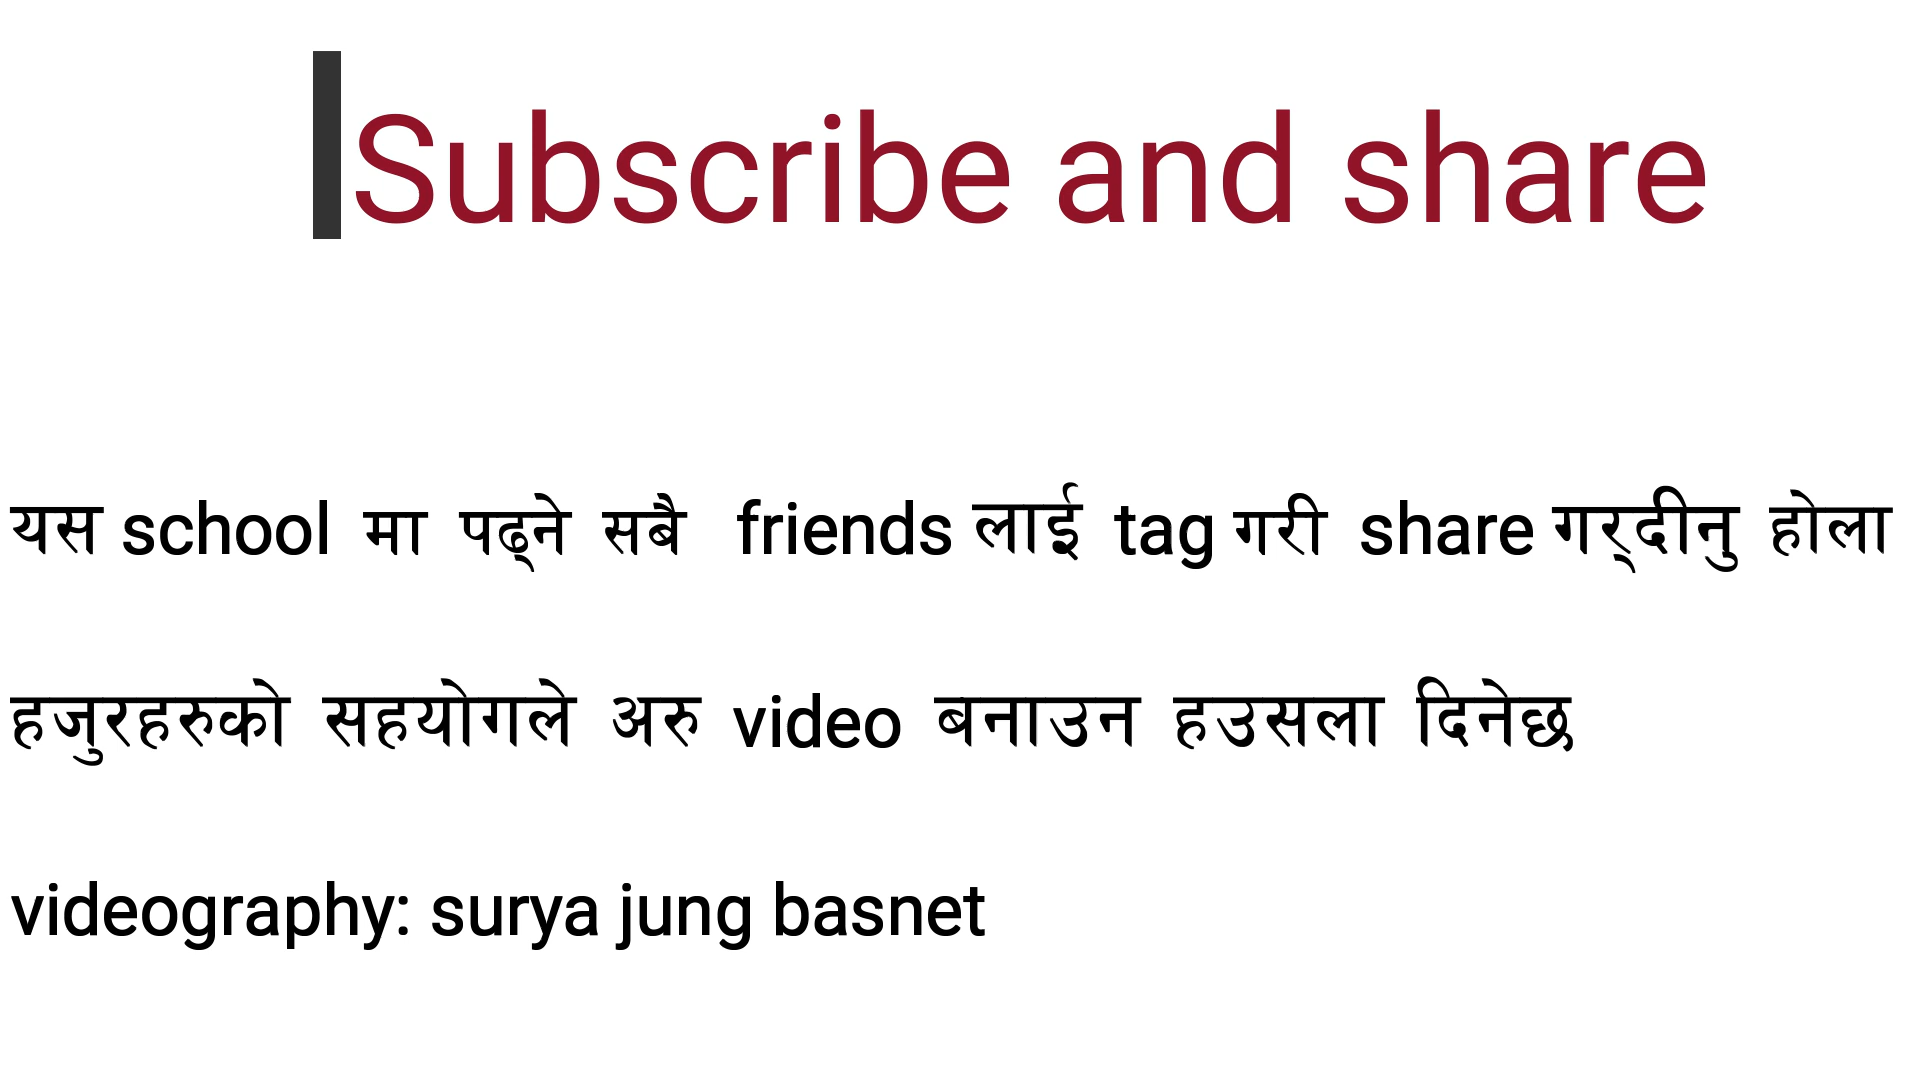 Subscribe and share
यस school मा पढ्ने सबै friends लाई tag गरी share गर्‌दीनु होला
हजुरहरुको सहयोगले अरु video बनाउन हउसला दिनेछ
videography: surya jung basnet